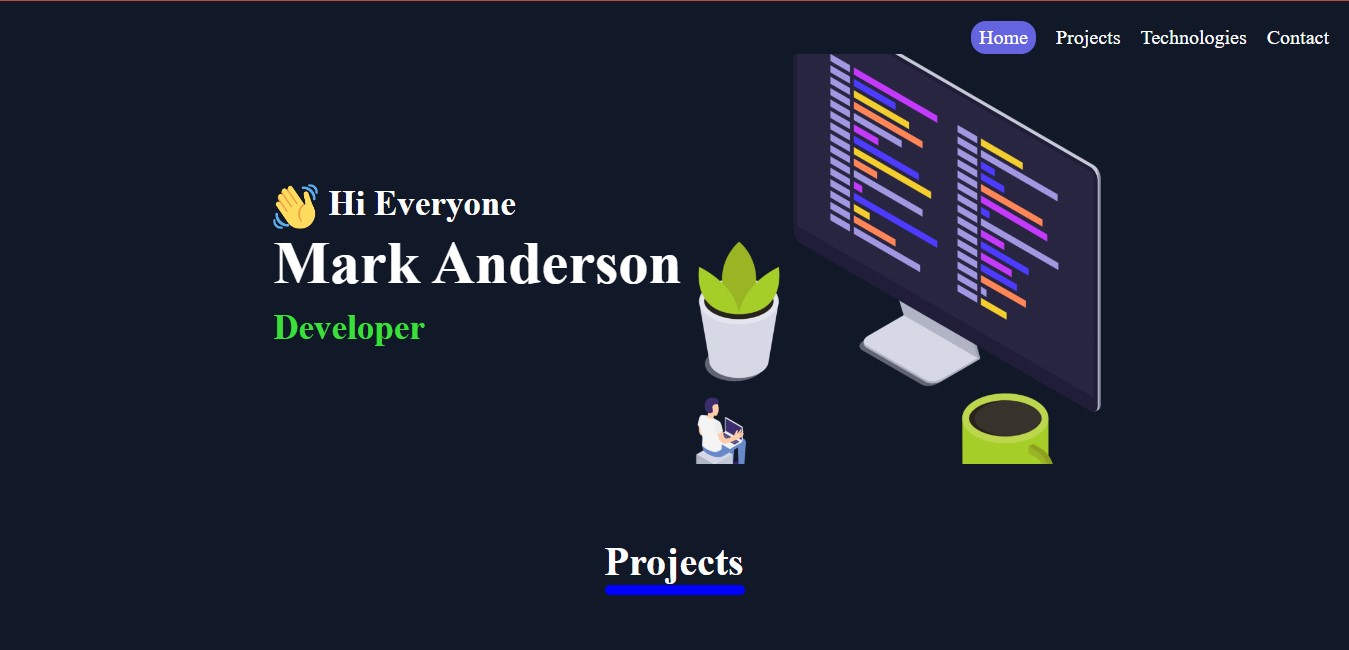 Home Projects Technologies Contact
👋 Hi Everyone
Mark Anderson
Developer
Projects